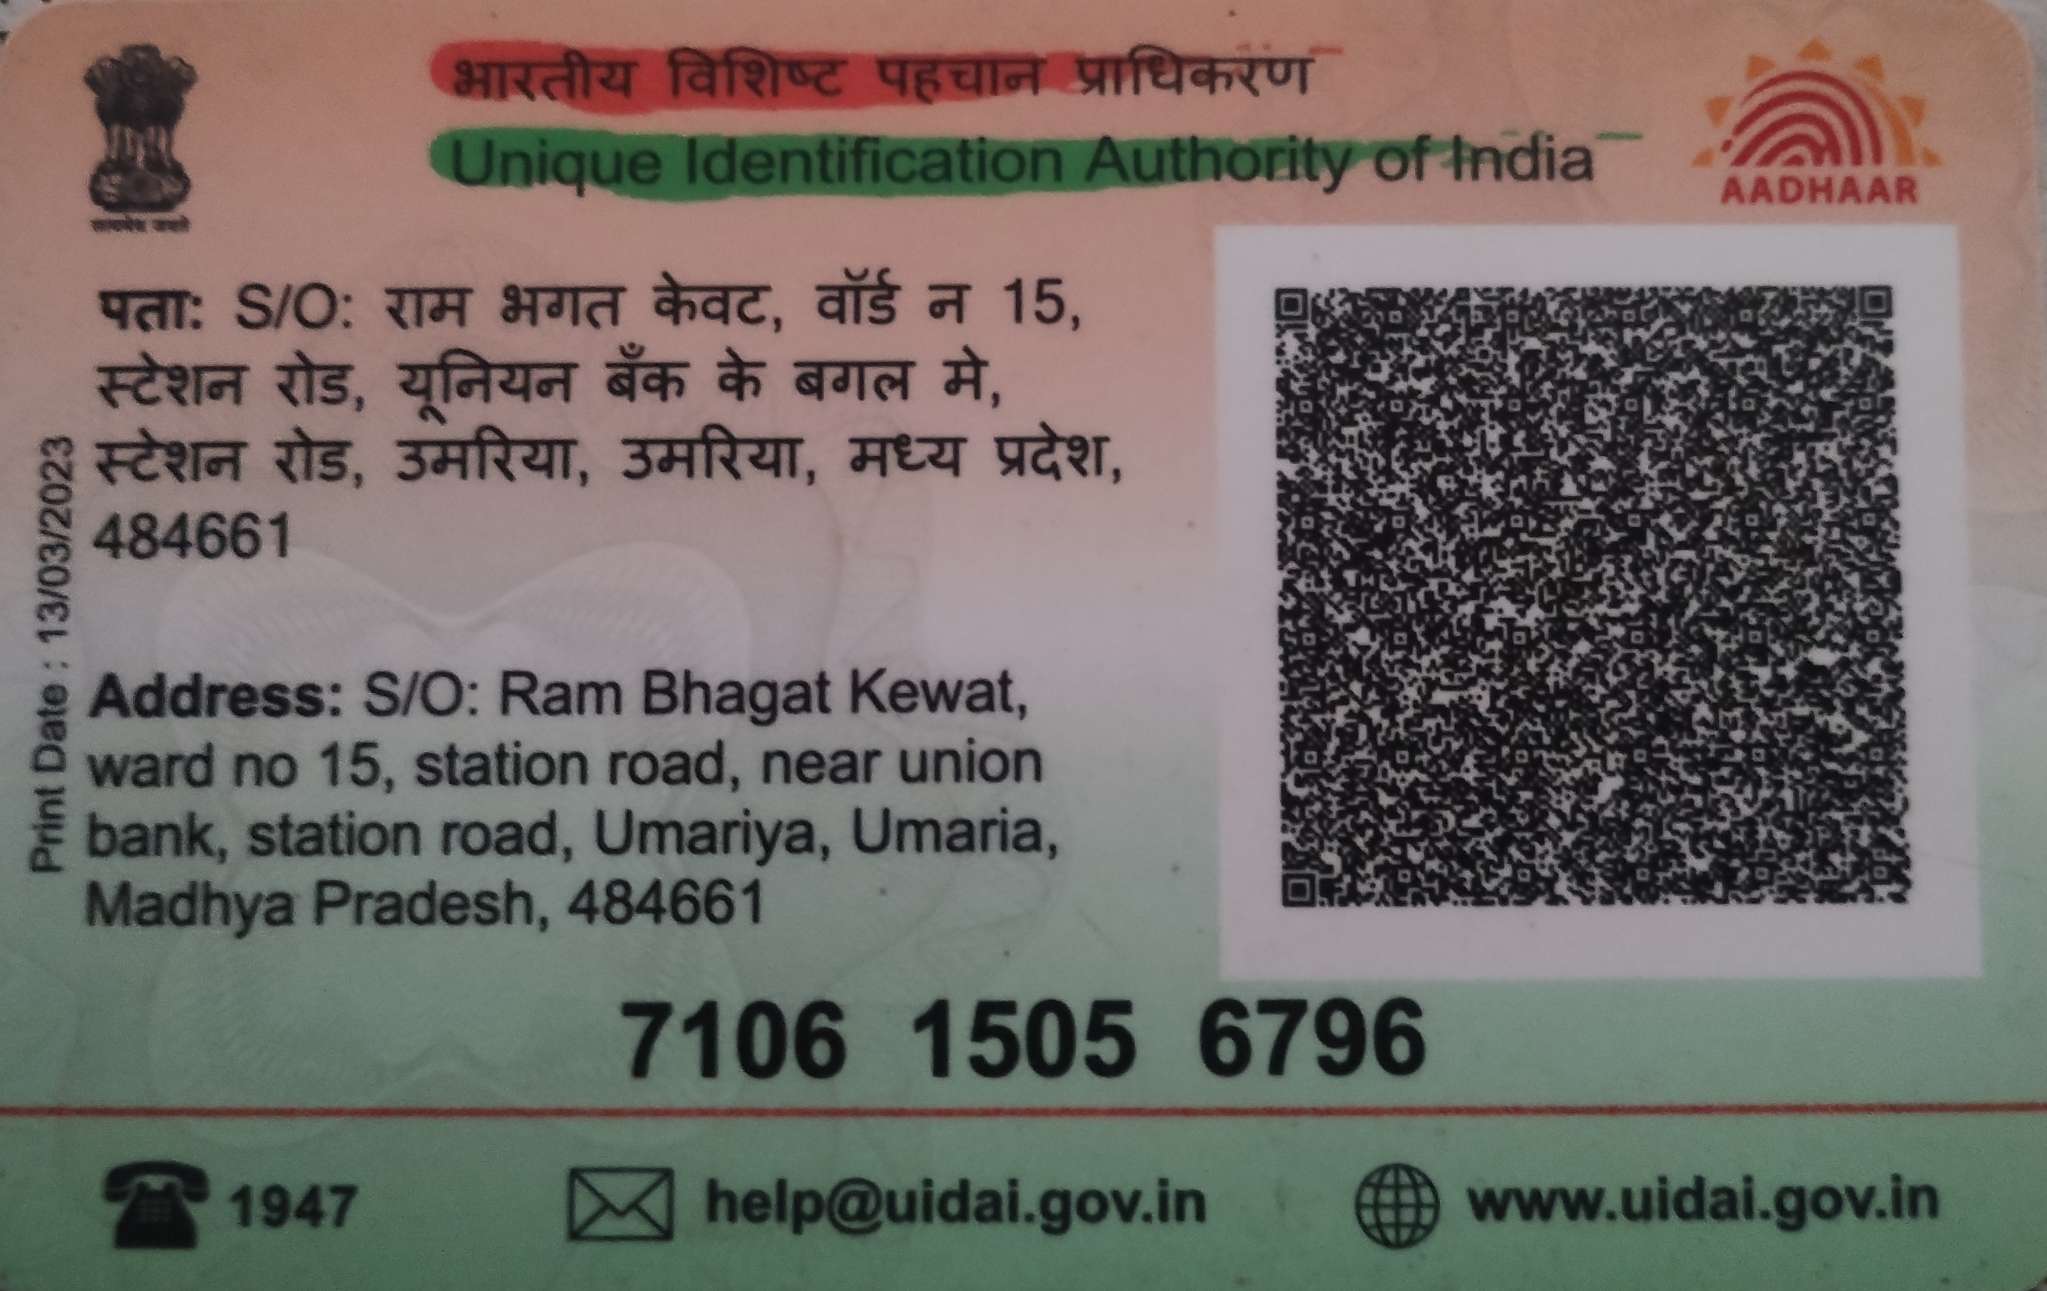 भारतीय विशिष्ट पहचान प्राधिकरण
Unique Identification Authority of India
AADHAAR
सत्यमेव जयते
पता: S/O: राम भगत केवट, वॉर्ड न 15,
स्टेशन रोड, यूनियन बैंक के बगल मे,
स्टेशन रोड, उमरिया, उमरिया, मध्य प्रदेश,
484661
Print Date : 13/03/2023
Address: S/O: Ram Bhagat Kewat,
ward no 15, station road, near union
bank, station road, Umariya, Umaria,
Madhya Pradesh, 484661
7106 1505 6796
1947
help@uidai.gov.in
www.uidai.gov.in